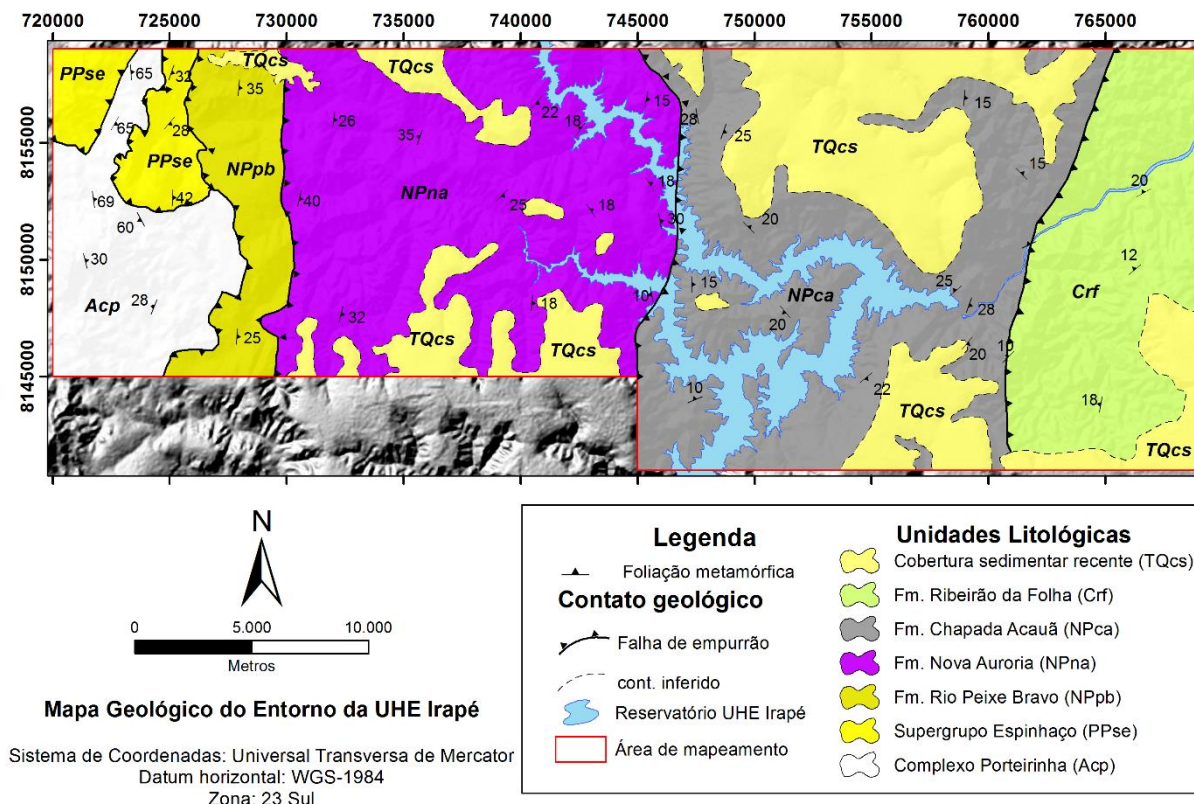 720000 725000 730000 735000 740000 745000 750000 755000 760000 765000
8155000
8150000
8145000
PPse 65 32 TQcs 35 TQcs
65 28 PPse NPpb 26 35 NPna 22 18 15 28 25 TQcs 15 15
69 42 60 40 25 18 18 30 20 20
30 Acp 28 25 32 TQcs 18 TQcs 10 15 NPca 20 25 28 12 Crf
10 22 20 TQcs 10 18 TQcs
N
0 5.000 10.000
Metros
Mapa Geológico do Entorno da UHE Irapé
Sistema de Coordenadas: Universal Transversa de Mercator
Datum horizontal: WGS-1984
Zona: 23 Sul
Legenda
Foliação metamórfica
Contato geológico
Falha de empurrão
cont. inferido
Reservatório UHE Irapé
Área de mapeamento
Unidades Litológicas
Cobertura sedimentar recente (TQcs)
Fm. Ribeirão da Folha (Crf)
Fm. Chapada Acauã (NPca)
Fm. Nova Auroria (NPna)
Fm. Rio Peixe Bravo (NPpb)
Supergrupo Espinhaço (PPse)
Complexo Porteirinha (Acp)